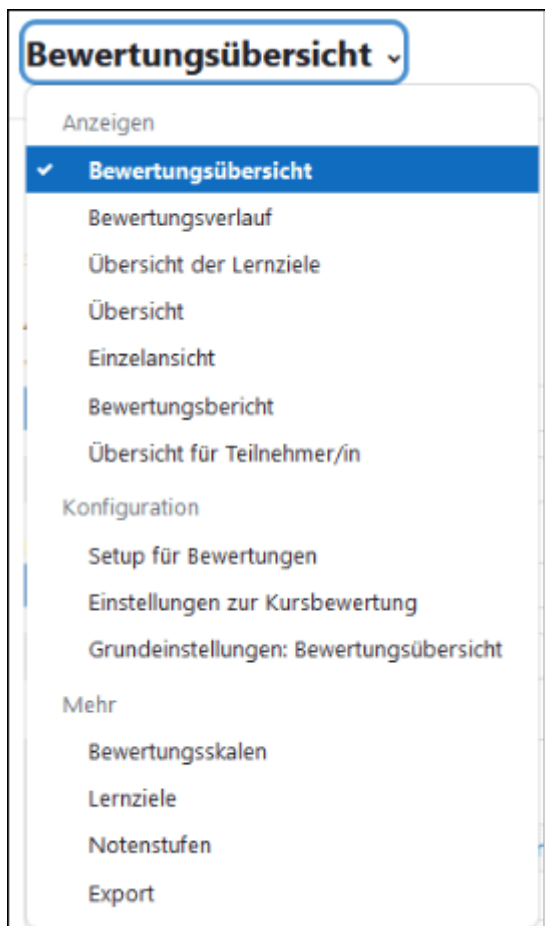 Bewertungsübersicht
Anzeigen
Bewertungsübersicht
Bewertungsverlauf
Übersicht der Lernziele
Übersicht
Einzelansicht
Bewertungsbericht
Übersicht für Teilnehmer/in
Konfiguration
Setup für Bewertungen
Einstellungen zur Kursbewertung
Grundeinstellungen: Bewertungsübersicht
Mehr
Bewertungsskalen
Lernziele
Notenstufen
Export